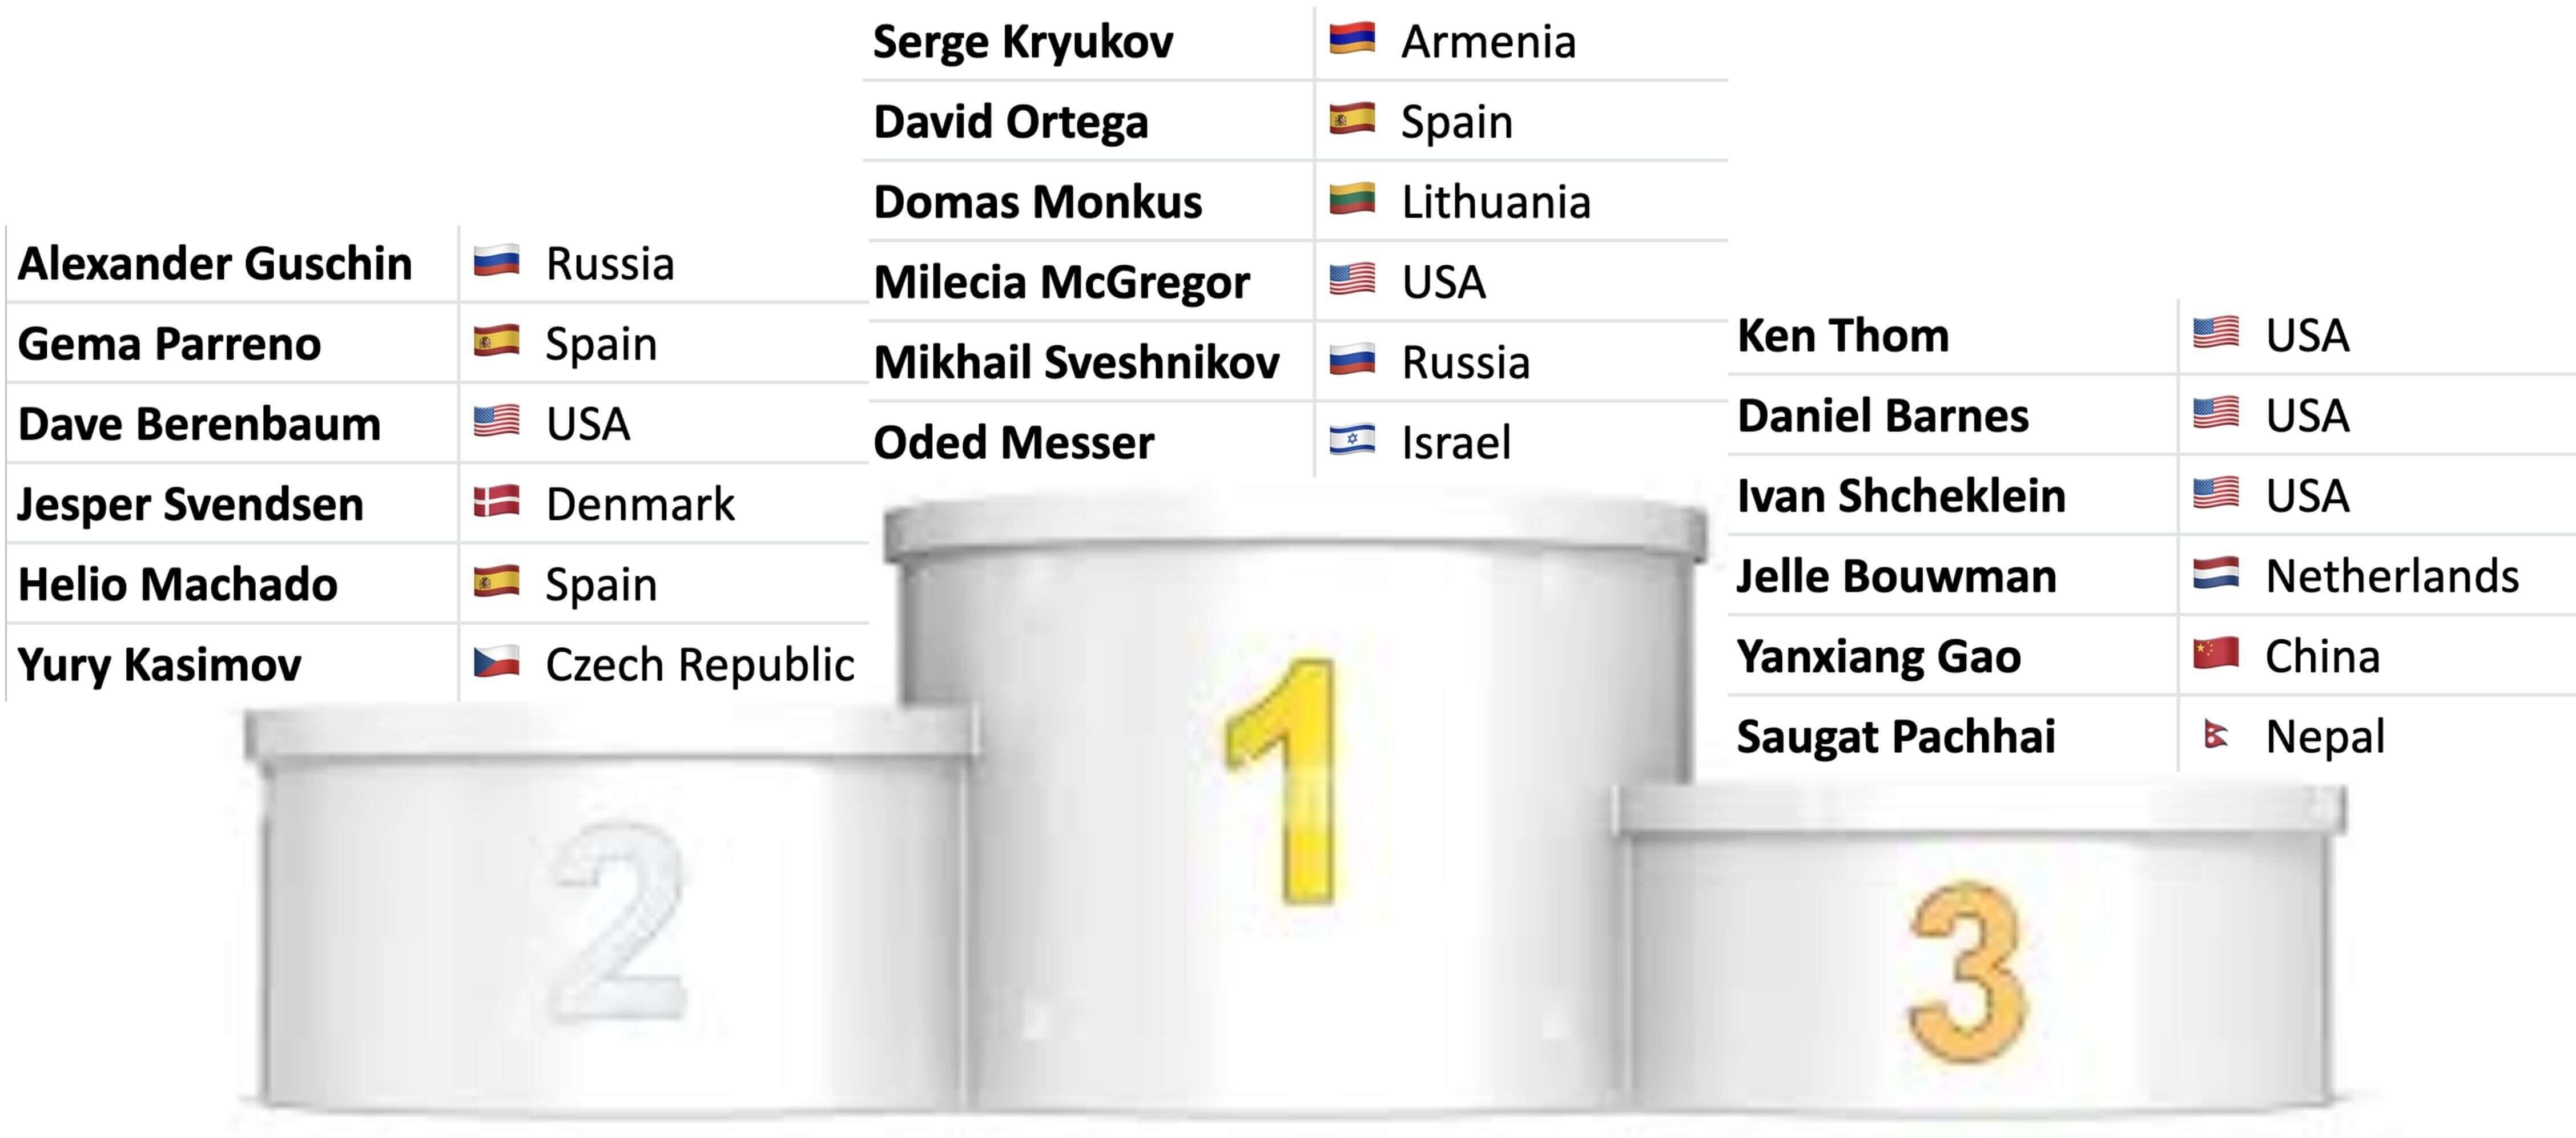 Serge Kryukov Armenia
David Ortega Spain
Domas Monkus Lithuania
Milecia McGregor USA
Mikhail Sveshnikov Russia
Oded Messer Israel
Alexander Guschin Russia
Gema Parreno Spain
Dave Berenbaum USA
Jesper Svendsen Denmark
Helio Machado Spain
Yury Kasimov Czech Republic
Ken Thom USA
Daniel Barnes USA
Ivan Shcheklein USA
Jelle Bouwman Netherlands
Yanxiang Gao China
Saugat Pachhai Nepal
1
2
3